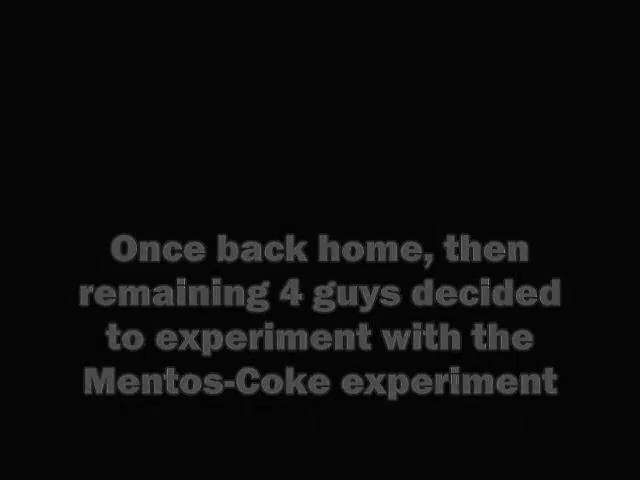 Once back home, then
remaining 4 guys decided
to experiment with the
Mentos-Coke experiment